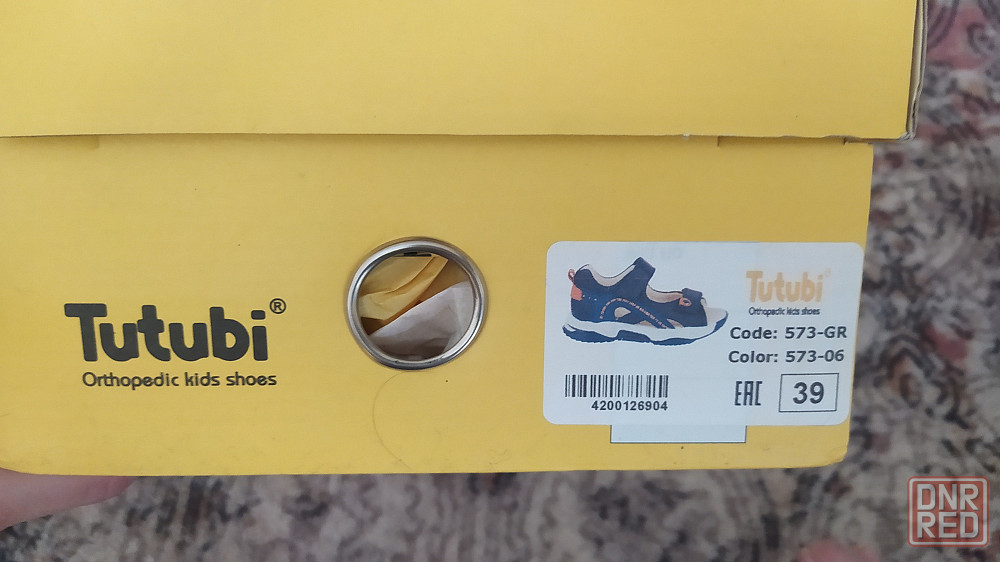 Tutubi®
Orthopedic kids shoes
Tutubi®
Orthopedic kids shoes
Code: 573-GR
Color: 573-06
4200126904
EAC
39
DNR
RED